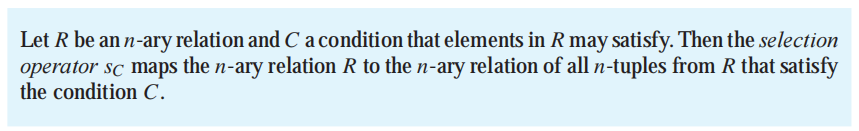 Let R be an n-ary relation and C a condition that elements in R may satisfy. Then the selection
operator sC maps the n-ary relation R to the n-ary relation of all n-tuples from R that satisfy
the condition C.